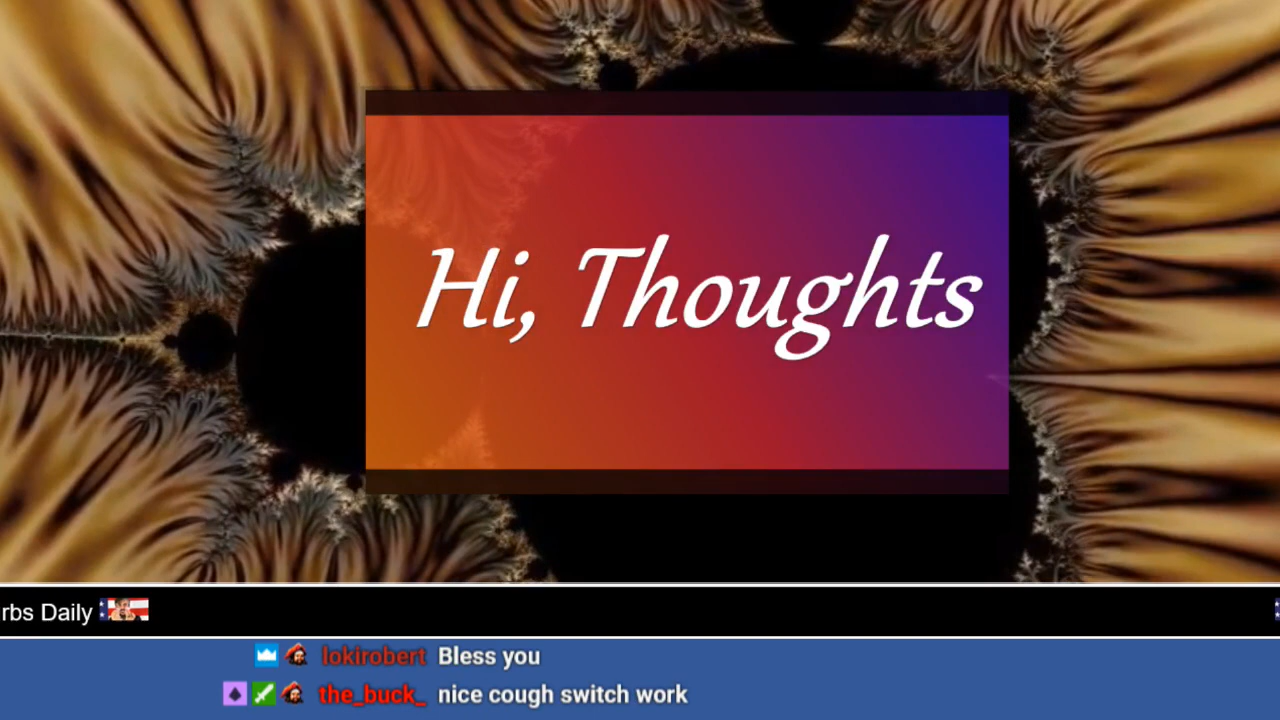 Hi, Thoughts
rbs Daily
lokirobert Bless you
the_buck_ nice cough switch work